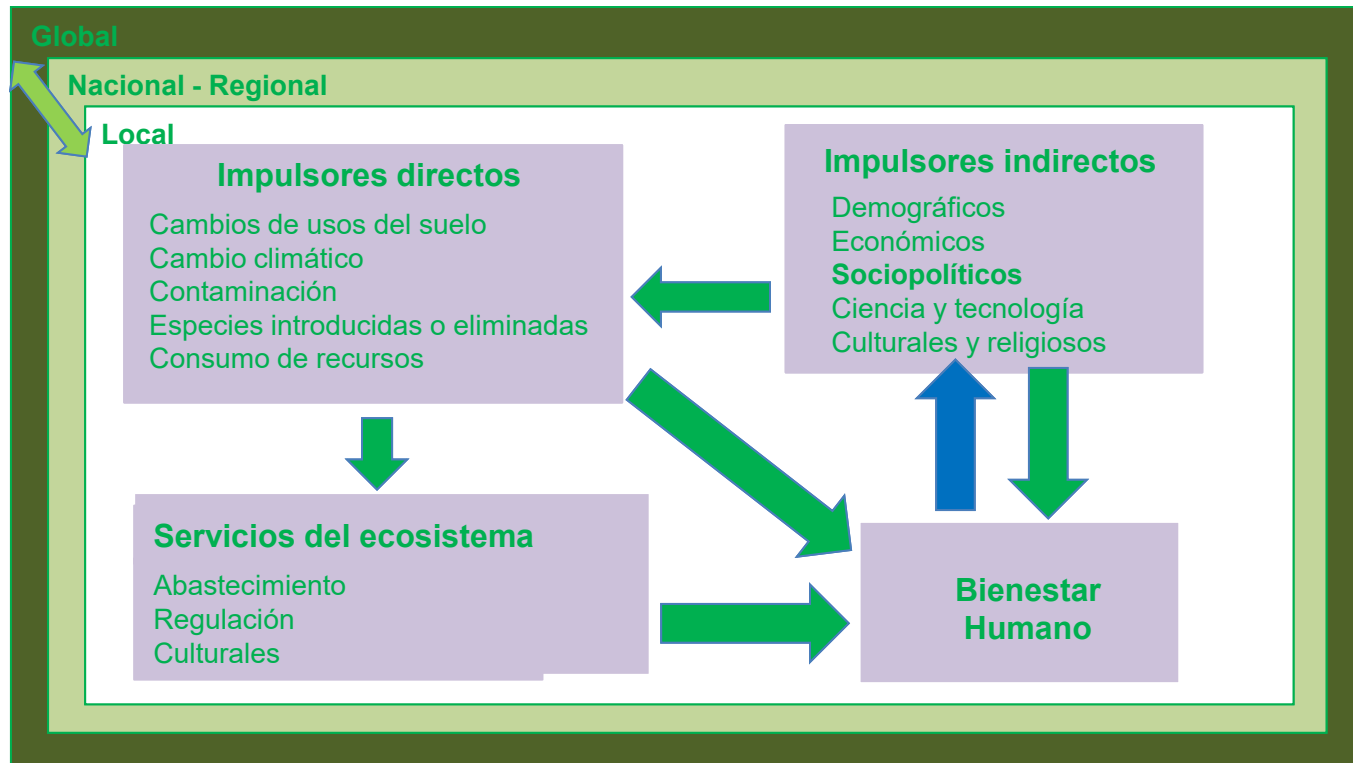 Global
Nacional - Regional
Local
Impulsores directos
Cambios de usos del suelo
Cambio climático
Contaminación
Especies introducidas o eliminadas
Consumo de recursos
Impulsores indirectos
Demográficos
Económicos
Sociopolíticos
Ciencia y tecnología
Culturales y religiosos
Servicios del ecosistema
Abastecimiento
Regulación
Culturales
Bienestar
Humano